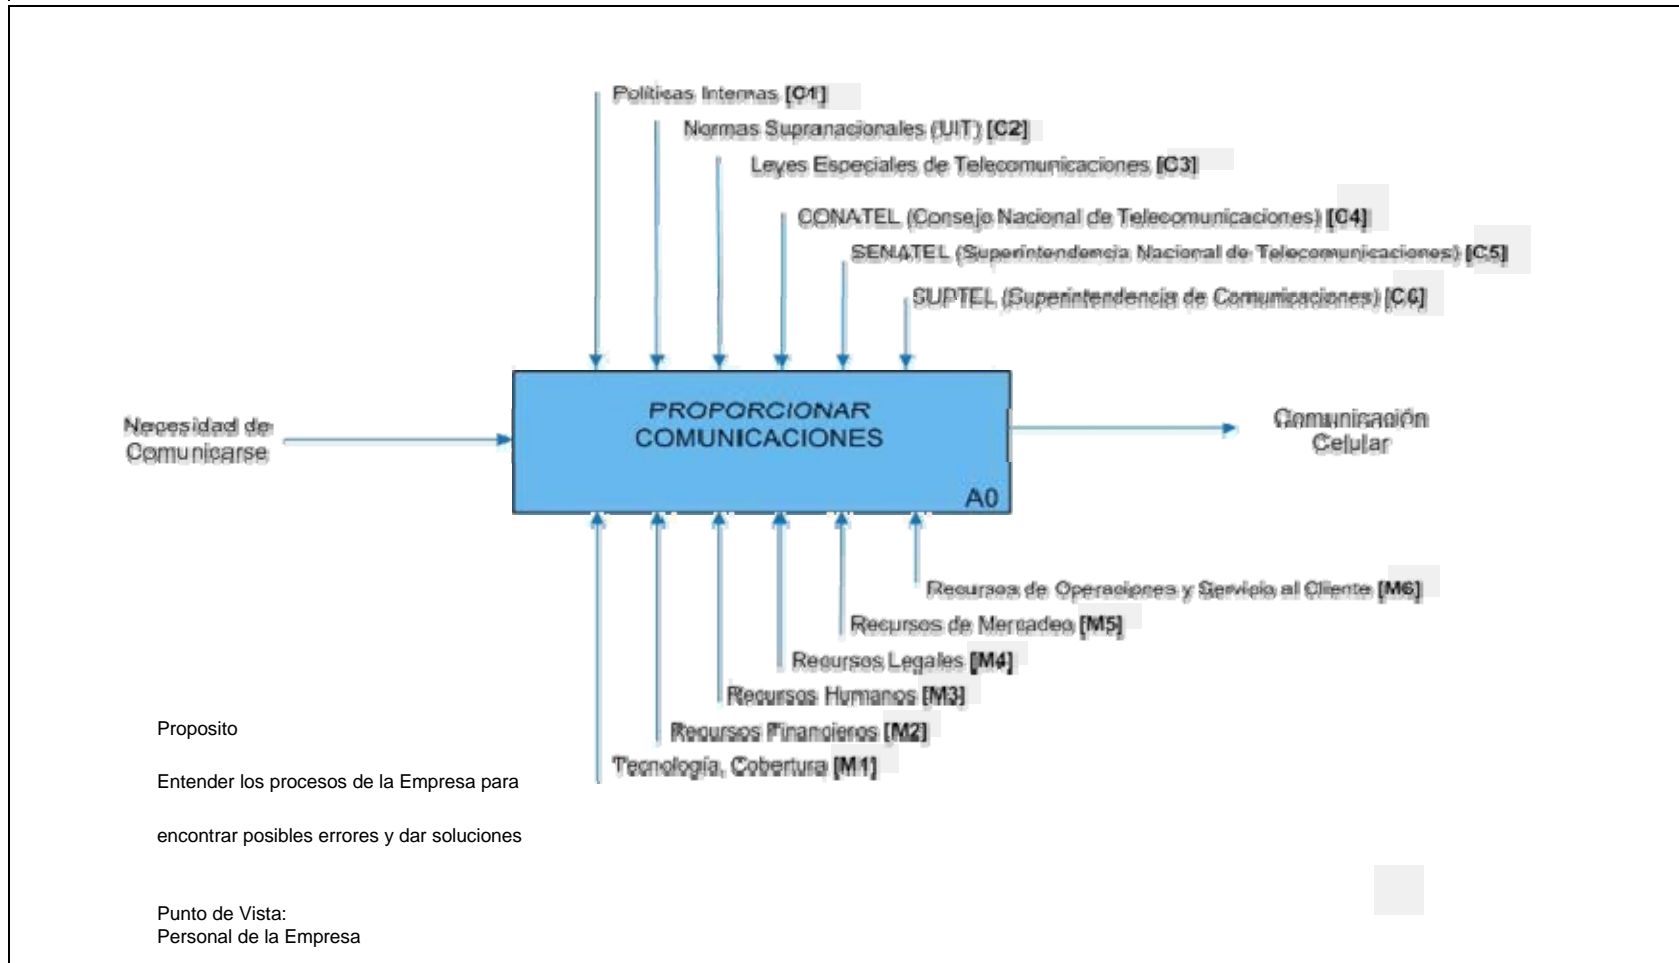 Políticas Internas [C1]
Normas Supranacionales (UIT) [C2]
Leyes Especiales de Telecomunicaciones [C3]
CONATEL (Consejo Nacional de Telecomunicaciones) [C4]
SENATEL (Superintendencia Nacional de Telecomunicaciones) [C5]
SUPTEL (Superintendencia de Comunicaciones) [C6]
Necesidad de
Comunicarse
PROPORCIONAR
COMUNICACIONES
A0
Comunicación
Celular
Recursos de Operaciones y Servicio al Cliente [M6]
Recursos de Mercadeo [M5]
Recursos Legales [M4]
Recursos Humanos [M3]
Recursos Financieros [M2]
Tecnología, Cobertura [M1]
Proposito
Entender los procesos de la Empresa para
encontrar posibles errores y dar soluciones
Punto de Vista:
Personal de la Empresa